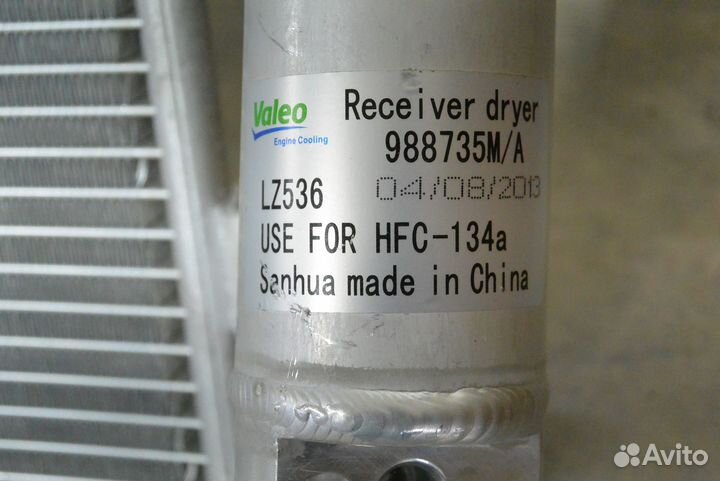 Valeo
Engine Cooling
Receiver dryer
988735M/A
LZ536 04/08/2013
USE FOR HFC-134a
Sanhua made in China
Avito